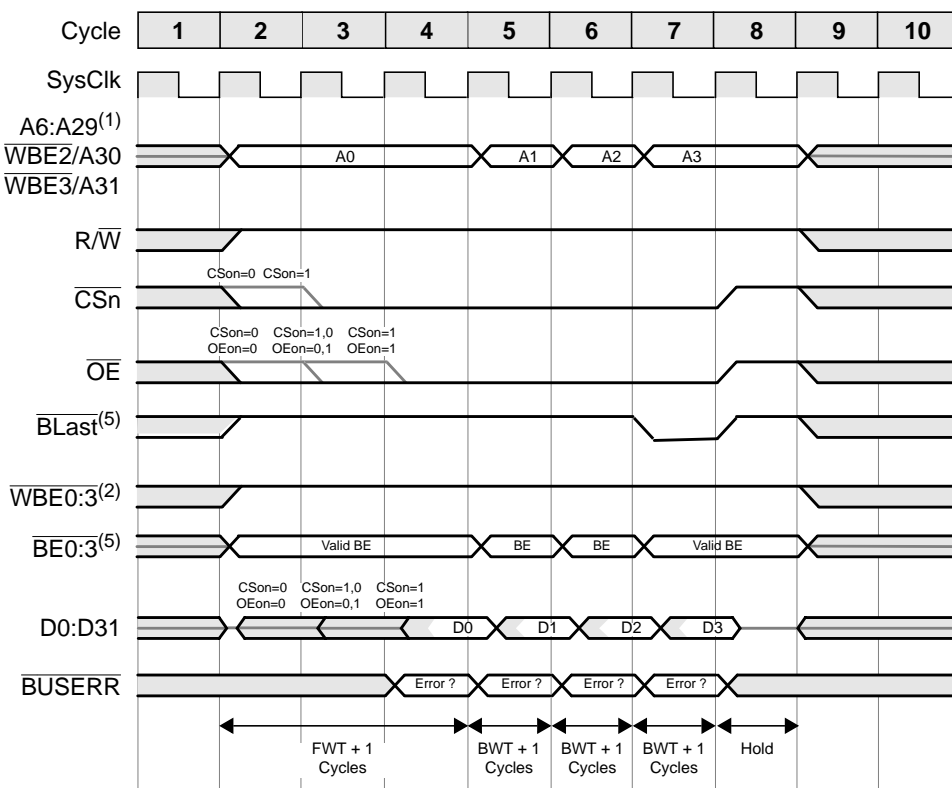 Cycle 1 2 3 4 5 6 7 8 9 10
SysClk
A6:A29(1)
WBE2/A30 A0 A1 A2 A3
WBE3/A31
R/W
CSon=0 CSon=1
CSn
CSon=0 CSon=1,0 CSon=1
OEon=0 OEon=0,1 OEon=1
OE
BLast(5)
WBE0:3(2)
BE0:3(5) Valid BE BE BE Valid BE
CSon=0 CSon=1,0 CSon=1
OEon=0 OEon=0,1 OEon=1
D0:D31 D0 D1 D2 D3
BUSERR Error ? Error ? Error ? Error ?
FWT + 1 BWT + 1 BWT + 1 BWT + 1 Hold
Cycles Cycles Cycles Cycles